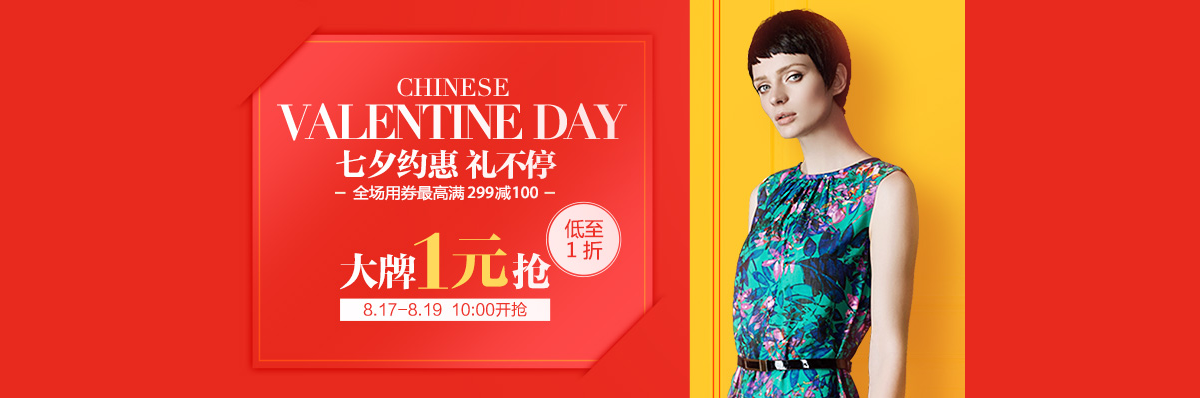 CHINESE
VALENTINE DAY
七夕约惠 礼不停
- 全场用券最高满299减100 -
低至
1 折
大牌1元抢
8.17-8.19 10:00开抢